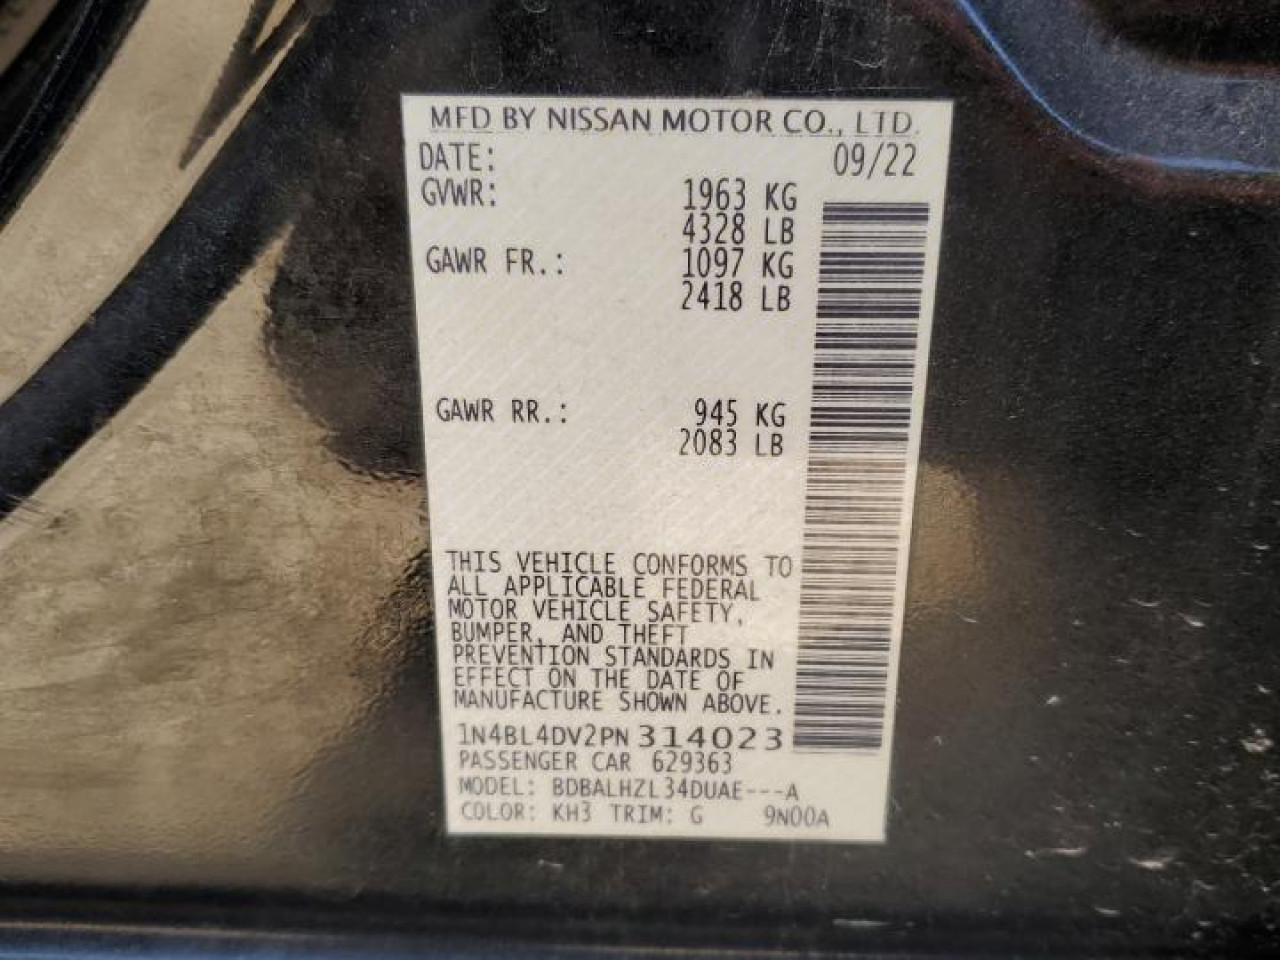 MFD BY NISSAN MOTOR CO., LTD.
DATE: 09/22
GVWR: 1963 KG
4328 LB
GAWR FR.: 1097 KG
2418 LB
GAWR RR.: 945 KG
2083 LB
THIS VEHICLE CONFORMS TO
ALL APPLICABLE FEDERAL
MOTOR VEHICLE SAFETY,
BUMPER, AND THEFT
PREVENTION STANDARDS IN
EFFECT ON THE DATE OF
MANUFACTURE SHOWN ABOVE.
1N4BL4DV2PN 314023
PASSENGER CAR 629363
MODEL: BDBALHZL34DUAE---A
COLOR: KH3 TRIM: G 9N00A